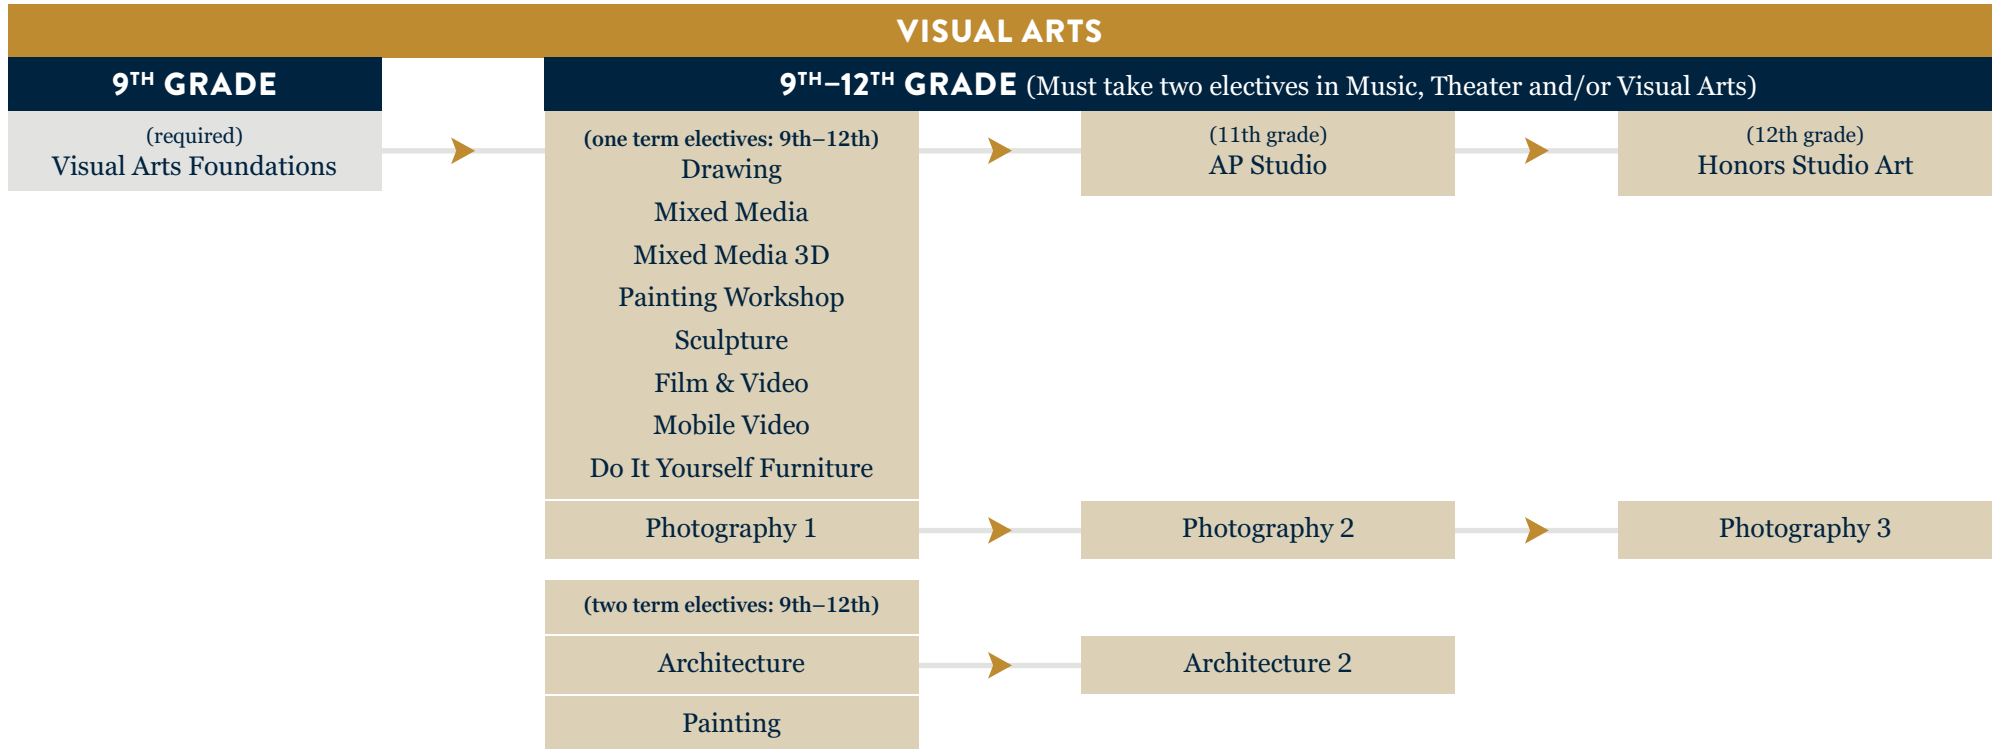 VISUAL ARTS
9TH GRADE
9TH–12TH GRADE (Must take two electives in Music, Theater and/or Visual Arts)
(required)
Visual Arts Foundations
(one term electives: 9th–12th)
Drawing
Mixed Media
Mixed Media 3D
Painting Workshop
Sculpture
Film & Video
Mobile Video
Do It Yourself Furniture
(11th grade)
AP Studio
(12th grade)
Honors Studio Art
Photography 1
Photography 2
Photography 3
(two term electives: 9th–12th)
Architecture
Architecture 2
Painting